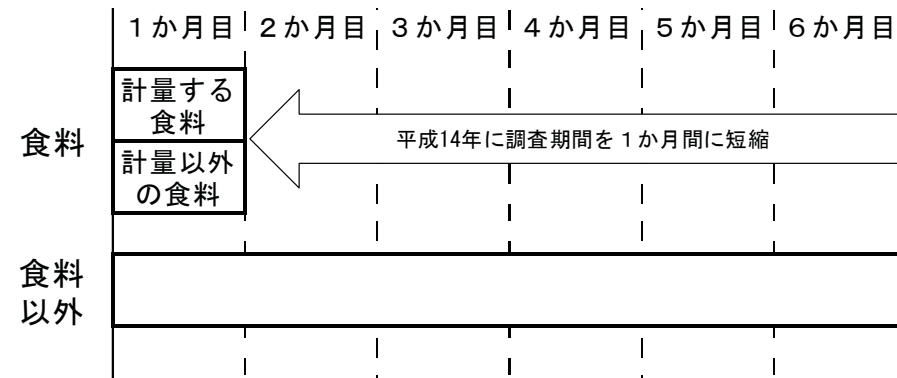 １か月目 ２か月目 ３か月目 ４か月目 ５か月目 ６か月目
食料
計量する
食料
計量以外
の食料
平成14年に調査期間を１か月間に短縮
食料
以外